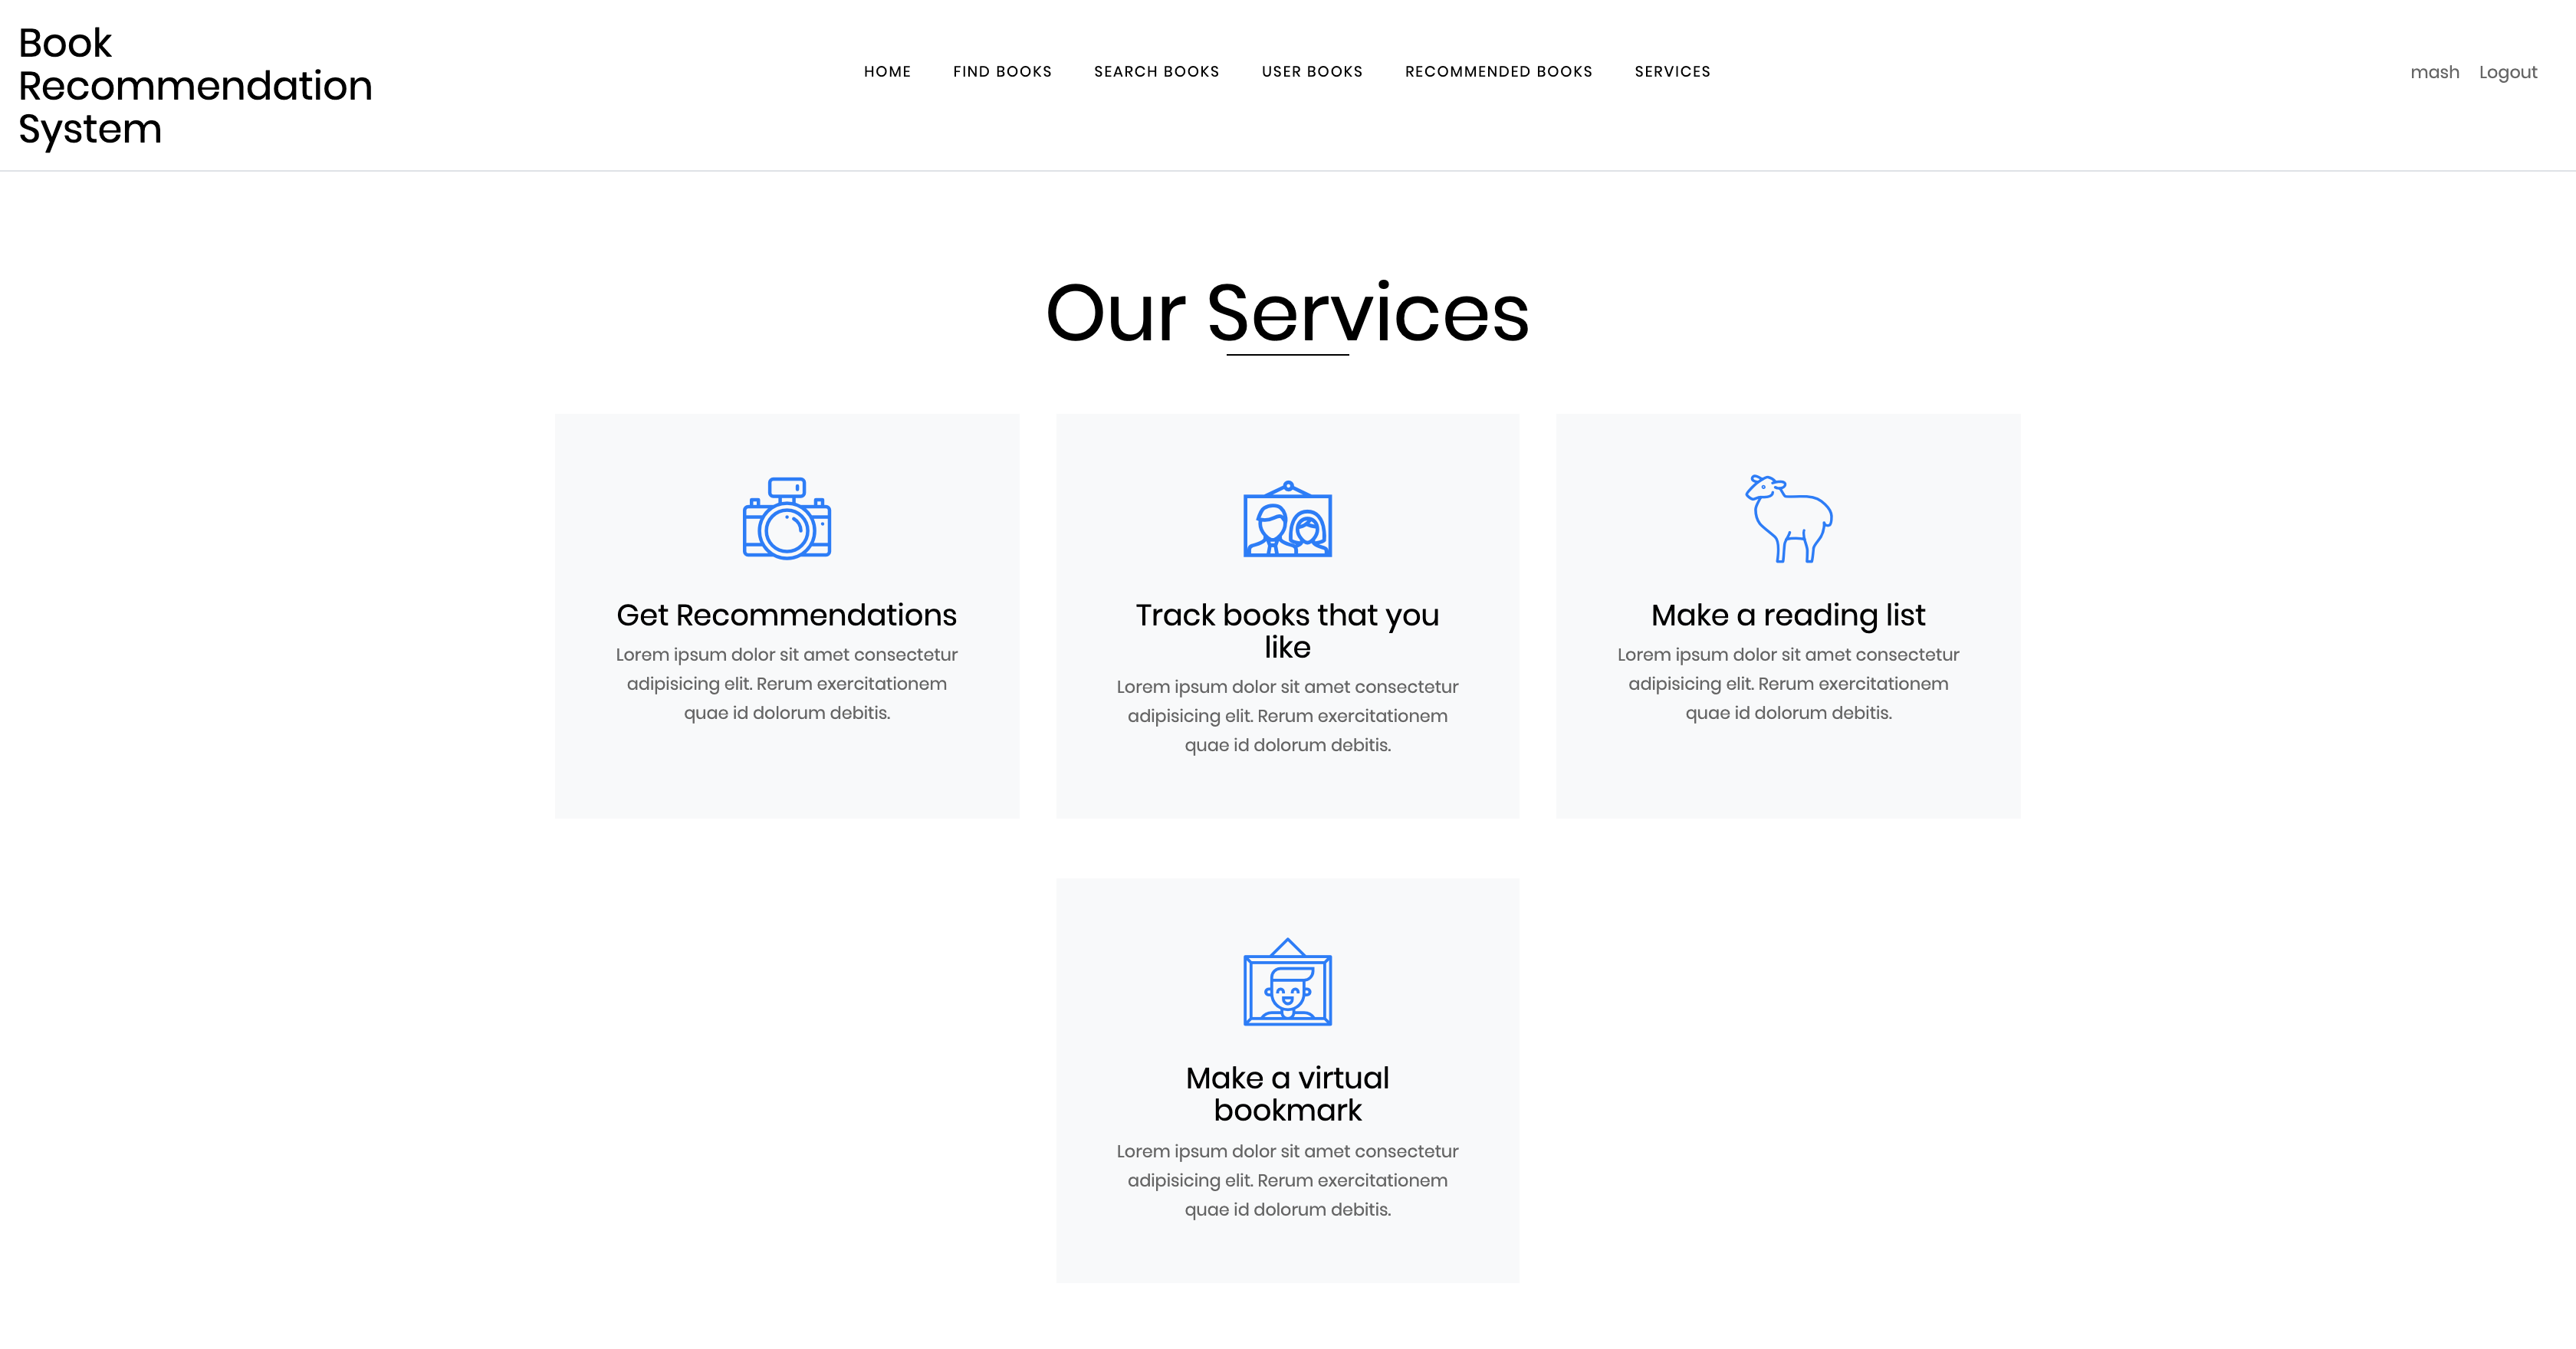 Book
Recommendation
System
HOME FIND BOOKS SEARCH BOOKS USER BOOKS RECOMMENDED BOOKS SERVICES
mash Logout
Our Services
Get Recommendations
Lorem ipsum dolor sit amet consectetur
adipisicing elit. Rerum exercitationem
quae id dolorum debitis.
Track books that you
like
Lorem ipsum dolor sit amet consectetur
adipisicing elit. Rerum exercitationem
quae id dolorum debitis.
Make a reading list
Lorem ipsum dolor sit amet consectetur
adipisicing elit. Rerum exercitationem
quae id dolorum debitis.
Make a virtual
bookmark
Lorem ipsum dolor sit amet consectetur
adipisicing elit. Rerum exercitationem
quae id dolorum debitis.